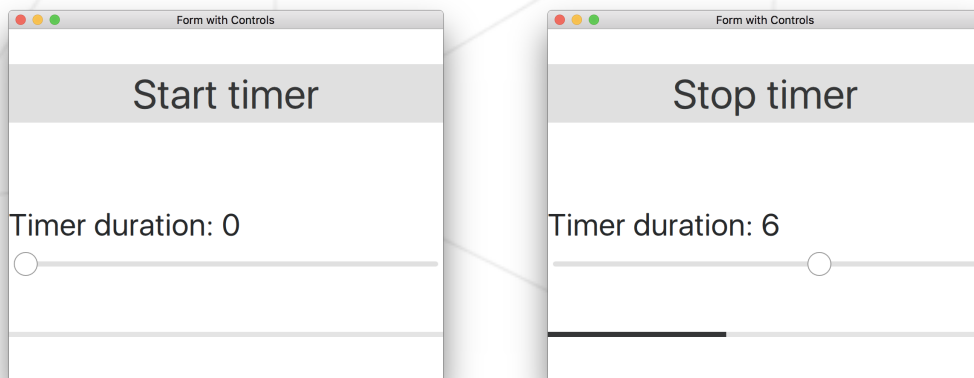 Form with Controls
Start timer
Timer duration: 0
Form with Controls
Stop timer
Timer duration: 6